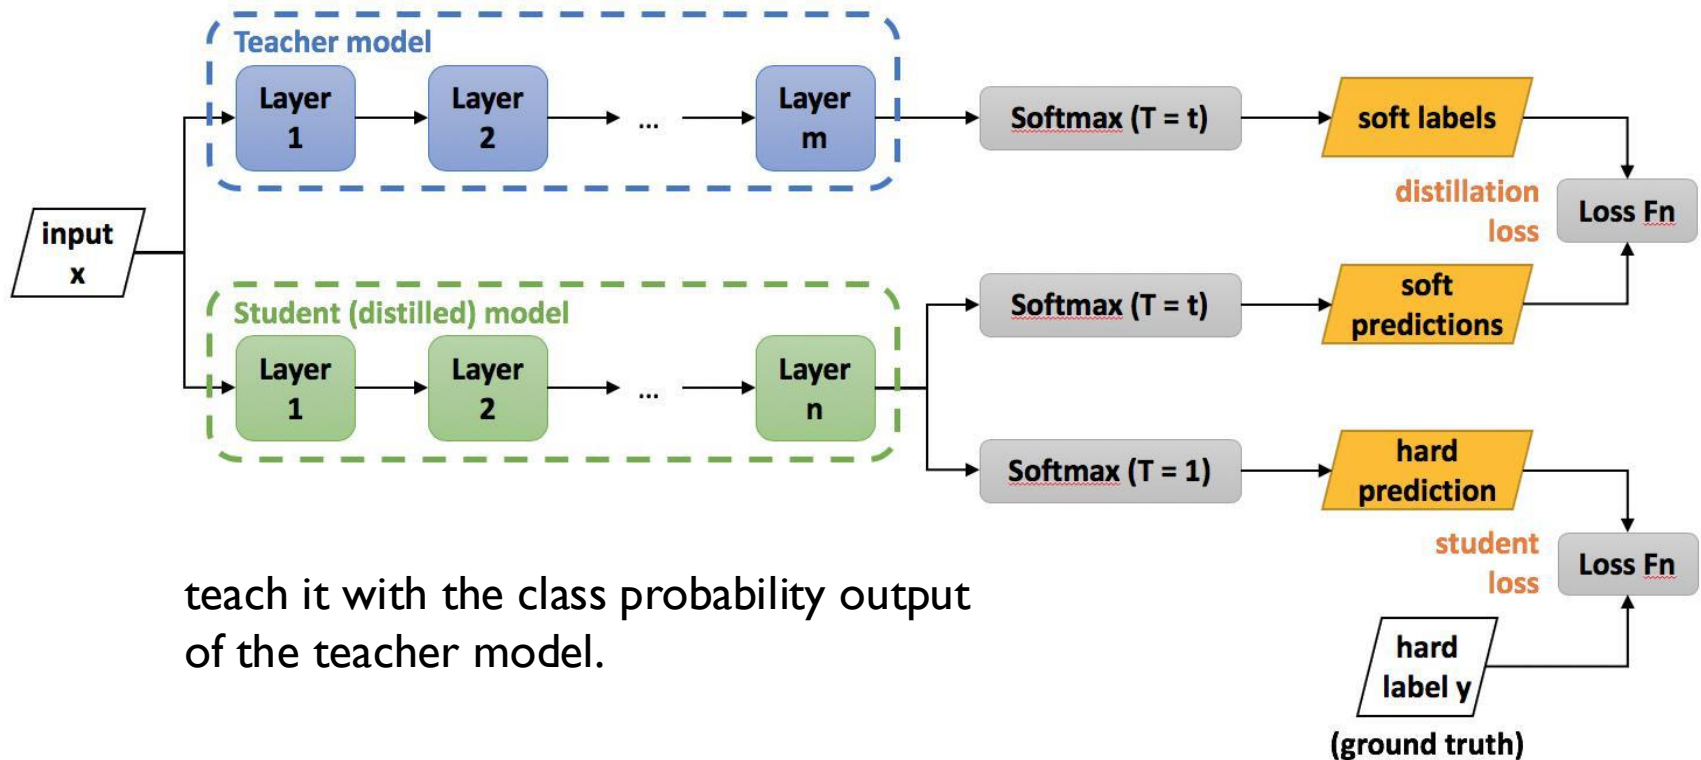 Teacher model
Layer
1
Layer
2
...
Layer
m
Softmax (T = t)
soft labels
distillation
loss
Loss Fn
input
x
Student (distilled) model
Layer
1
Layer
2
...
Layer
n
Softmax (T = t)
soft
predictions
Softmax (T = 1)
hard
prediction
student
loss
Loss Fn
hard
label y
(ground truth)
teach it with the class probability output
of the teacher model.